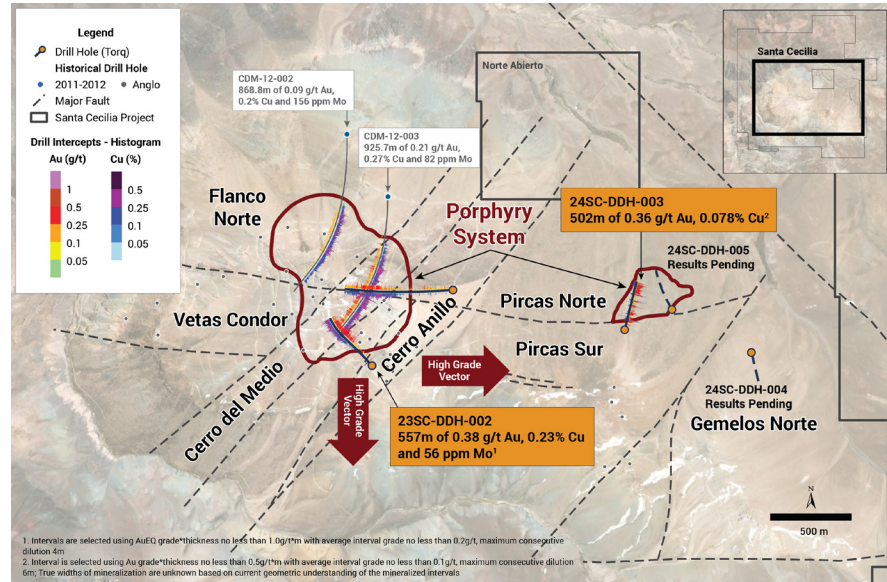 Legend
Drill Hole (Torq)
Historical Drill Hole
2011-2012
Anglo
Major Fault
Santa Cecilia Project
Drill Intercepts - Histogram
Au (g/t)
Cu (%)
1
0.5
0.25
0.1
0.05
0.5
0.25
0.1
0.05
CDM-12-002
868.8m of 0.09 g/t Au,
0.2% Cu and 156 ppm Mo
CDM-12-003
925.7m of 0.21 g/t Au,
0.27% Cu and 82 ppm Mo
Norte Abierto
Santa Cecilia
Flanco
Norte
Porphyry
System
24SC-DDH-003
502m of 0.36 g/t Au, 0.078% Cu2
24SC-DDH-005
Results Pending
Vetas Condor
Cerro Anillo
Pircas Norte
Pircas Sur
Cerro del Medio
High Grade
Vector
High Grade
Vector
24SC-DDH-004
Results Pending
Gemelos Norte
23SC-DDH-002
557m of 0.38 g/t Au, 0.23% Cu
and 56 ppm Mo1
N
500 m
1. Intervals are selected using AuEQ grade*thickness no less than 1.0g/t*m with average interval grade no less than 0.2g/t, maximum consecutive
dilution 4m
2. Interval is selected using Au grade*thickness no less than 0.5g/t*m with average interval grade no less than 0.1g/t, maximum consecutive dilution
6m; True widths of mineralization are unknown based on current geometric understanding of the mineralized intervals